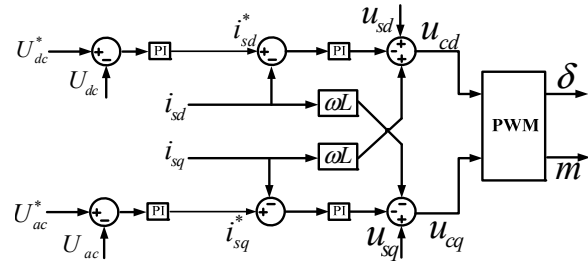 U*dc
+
−
Udc
PI
i*sd
+
−
PI
usd
−
+
+
ucd
isd
ωL
isq
ωL
PWM
δ
m
U*ac
+
−
Uac
PI
i*sq
−
+
PI
−
−
+
usq
ucq